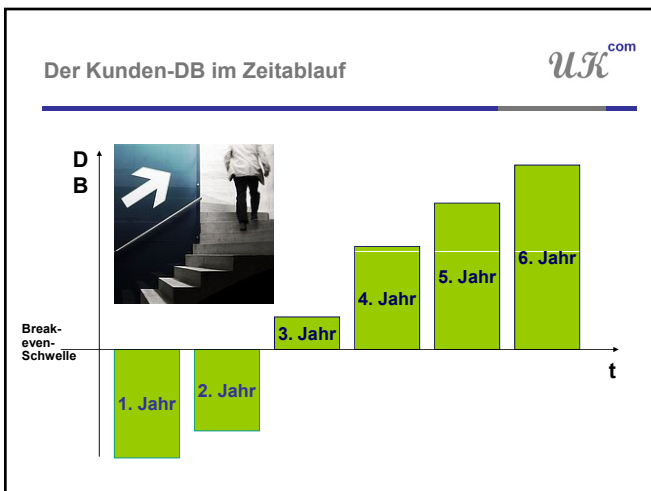 Der Kunden-DB im Zeitablauf
UK
com
D
B
Break-
even-
Schwelle
1. Jahr
2. Jahr
3. Jahr
4. Jahr
5. Jahr
6. Jahr
t